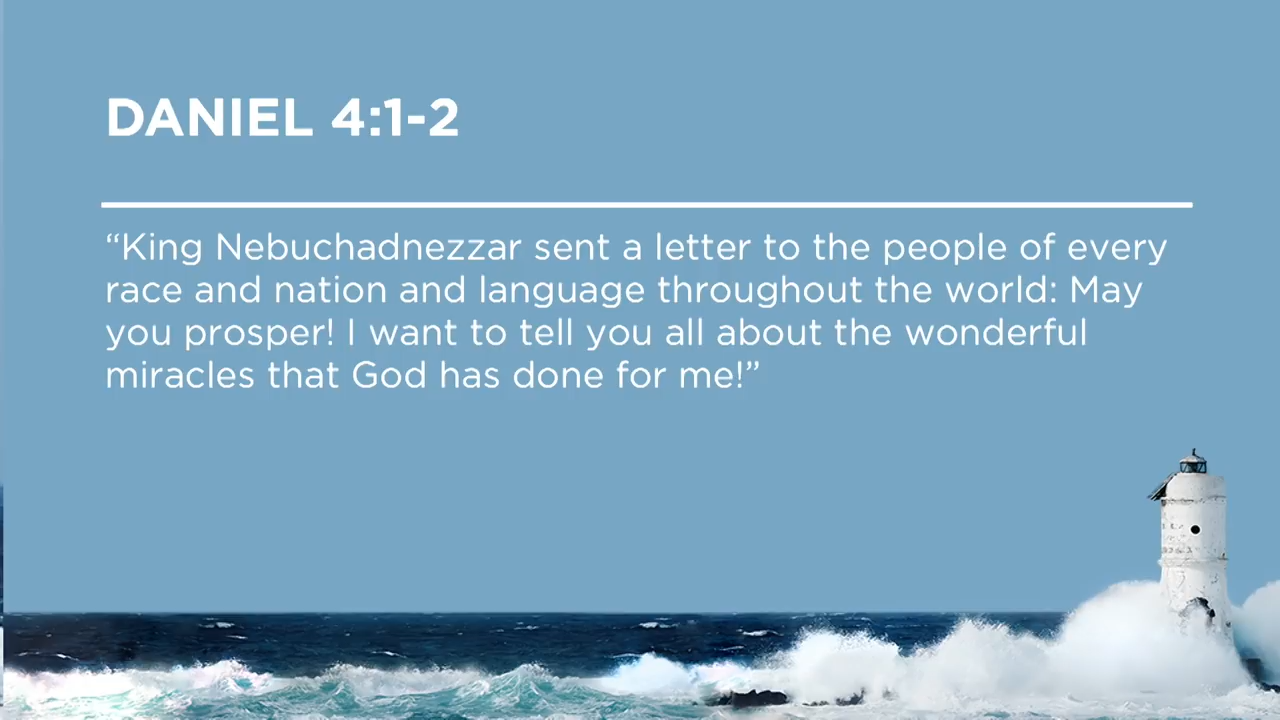 DANIEL 4:1-2
“King Nebuchadnezzar sent a letter to the people of every
race and nation and language throughout the world: May
you prosper! I want to tell you all about the wonderful
miracles that God has done for me!”